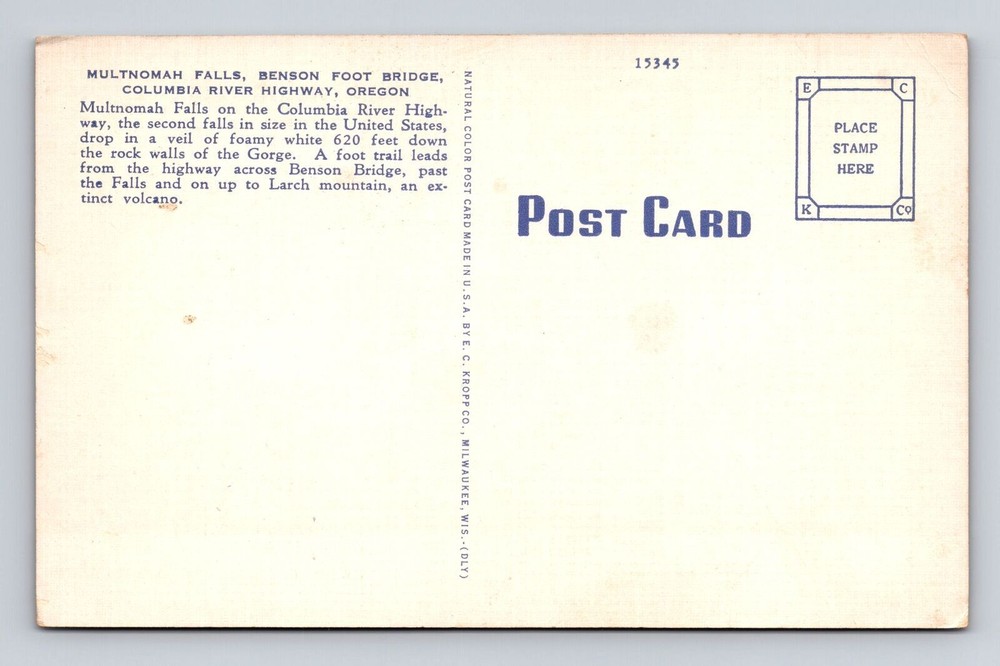 MULTNOMAH FALLS, BENSON FOOT BRIDGE,
COLUMBIA RIVER HIGHWAY, OREGON
Multnomah Falls on the Columbia River High-
way, the second falls in size in the United States,
drop in a veil of foamy white 620 feet down
the rock walls of the Gorge. A foot trail leads
from the highway across Benson Bridge, past
the Falls and on up to Larch mountain, an ex-
tinct volcano.
NATURAL COLOR POST CARD MADE IN U.S.A. BY E. C. KROPP CO., MILWAUKEE, WIS.-(DLY)
15345
POST CARD
E C
PLACE
STAMP
HERE
K Co